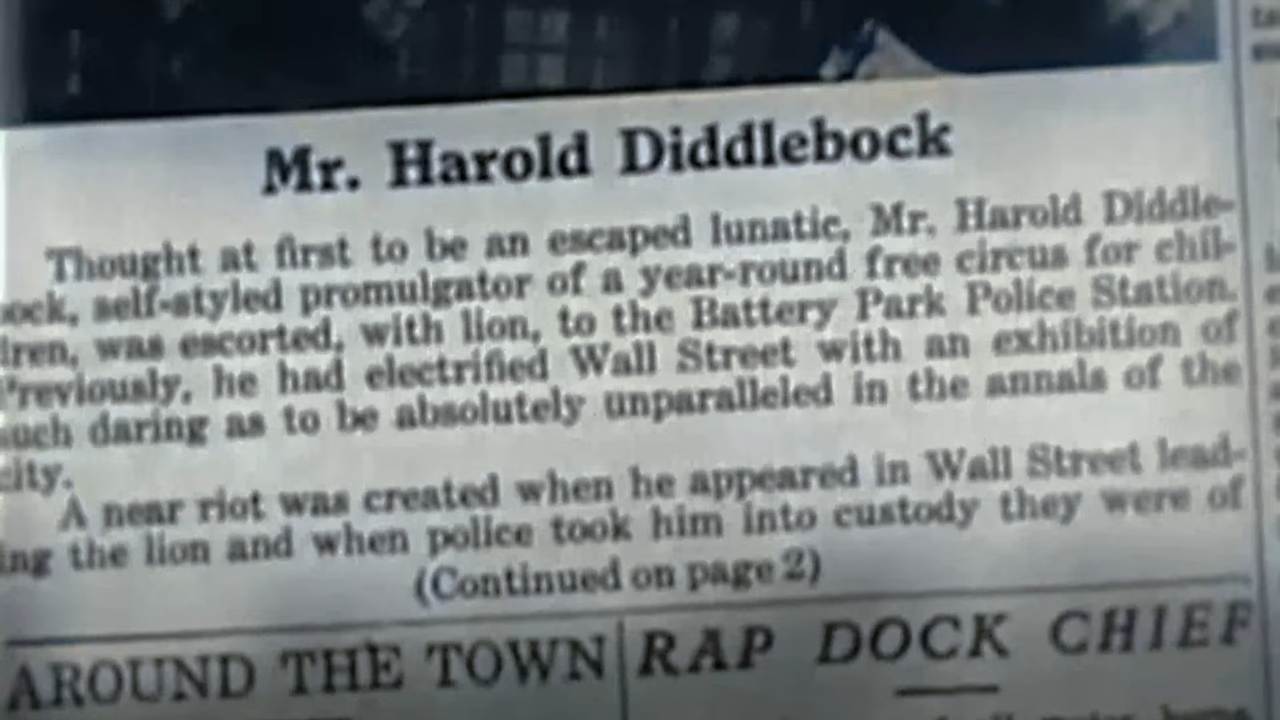 Mr. Harold Diddlebock
Thought at first to be an escaped lunatic, Mr. Harold Diddle-
ock, self-styled promulgator of a year-round free circus for chil-
dren, was escorted, with lion, to the Battery Park Police Station.
Previously, he had electrified Wall Street with an exhibition of
such daring as to be absolutely unparalleled in the annals of the
city.
A near riot was created when he appeared in Wall Street lead-
ing the lion and when police took him into custody they were of
(Continued on page 2)
AROUND THE TOWN
RAP DOCK CHIEF